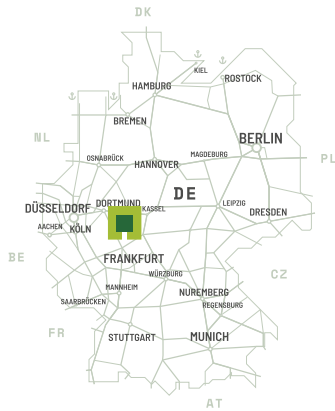 DK
KIEL
ROSTOCK
HAMBURG
BREMEN
NL
BERLIN
OSNABRÜCK
HANNOVER
MAGDEBURG
PL
DE
DÜSSELDORF
DORTMUND
KASSEL
LEIPZIG
DRESDEN
AACHEN
KÖLN
BE
FRANKFURT
CZ
WÜRZBURG
MANNHEIM
NUREMBERG
SAARBRÜCKEN
REGENSBURG
FR
STUTTGART
MUNICH
AT